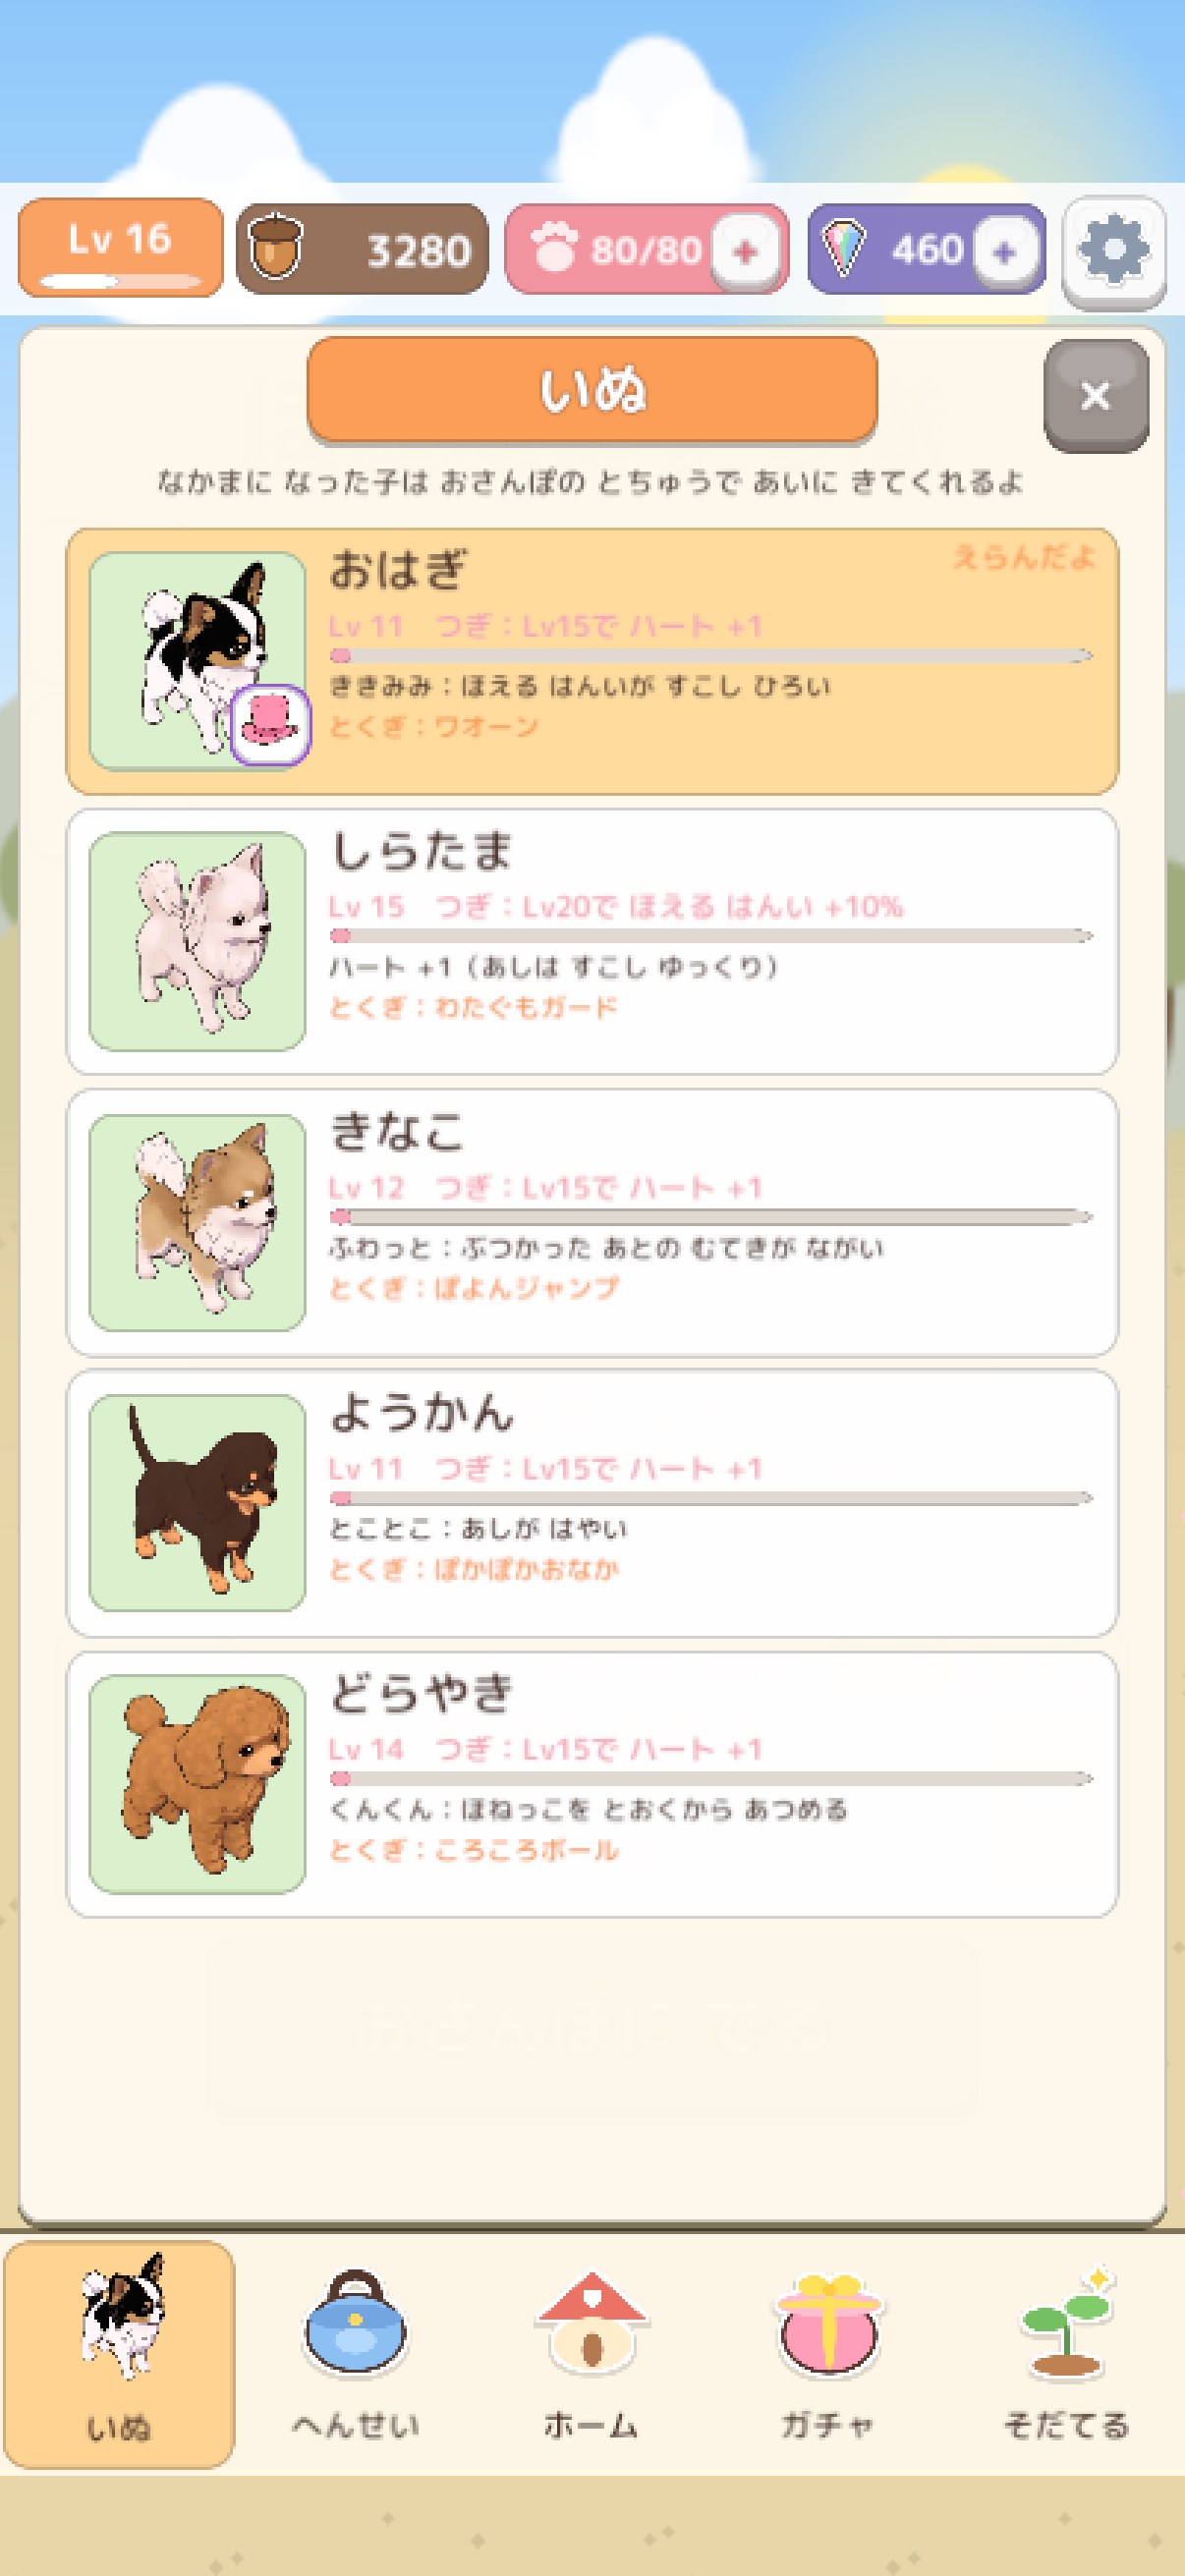 Lv 16
3280
80/80
+
460
+
いぬ
×
なかまに なった子は おさんぽの とちゅうで あいに きてくれるよ
おはぎ
えらんだよ
Lv 11 つぎ：Lv15で ハート +1
ききみみ：ほえる はんいが すこし ひろい
とくぎ：ワオーン
しらたま
Lv 15 つぎ：Lv20で ほえる はんい +10%
ハート +1（あしは すこし ゆっくり）
とくぎ：わたぐもガード
きなこ
Lv 12 つぎ：Lv15で ハート +1
ふわっと：ぶつかった あとの むてきが ながい
とくぎ：ぽよんジャンプ
ようかん
Lv 11 つぎ：Lv15で ハート +1
とことこ：あしが はやい
とくぎ：ぽかぽかおなか
どらやき
Lv 14 つぎ：Lv15で ハート +1
くんくん：ほねっこを とおくから あつめる
とくぎ：ころころボール
おさんぽに でる
いぬ
へんせい
ホーム
ガチャ
そだてる